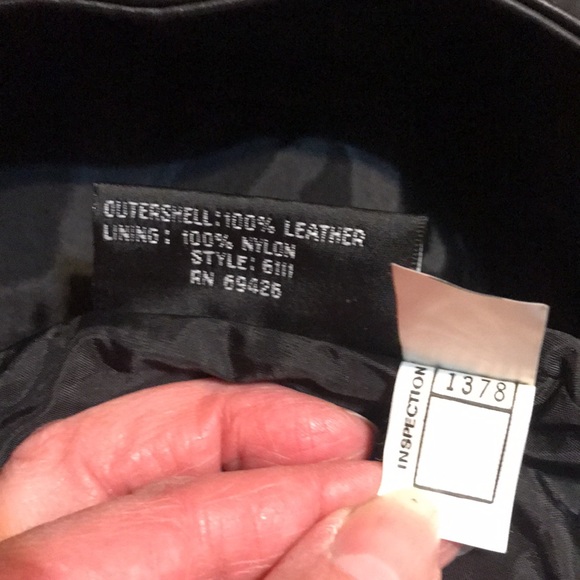 OUTERSHELL: 100% LEATHER
LINING: 100% NYLON
STYLE: 6111
RN 69426
INSPECTION
1378